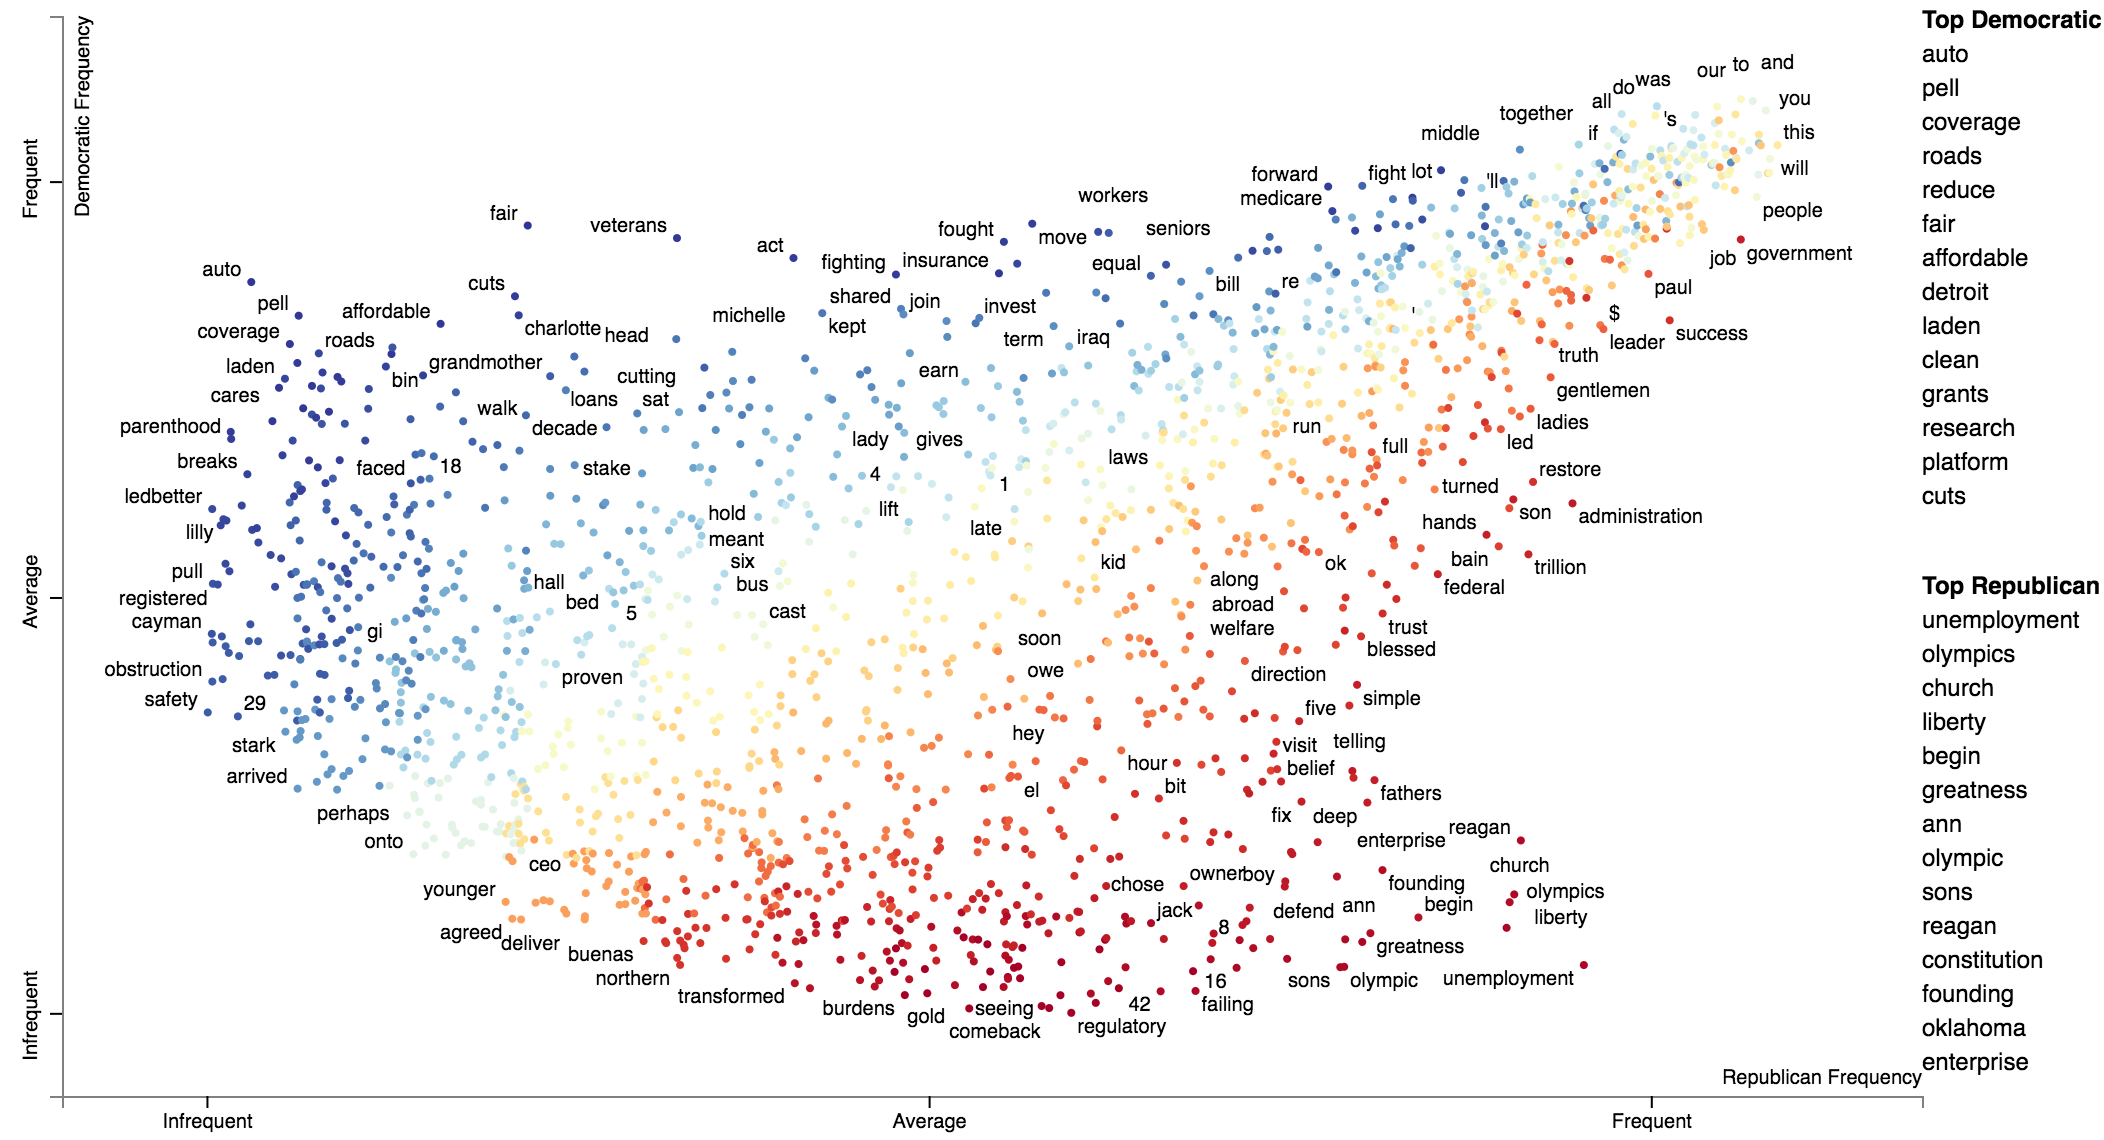 Top Democratic
auto
pell
coverage
roads
reduce
fair
affordable
detroit
laden
clean
grants
research
platform
cuts
Top Republican
unemployment
olympics
church
liberty
begin
greatness
ann
olympic
sons
reagan
constitution
founding
oklahoma
enterprise
Democratic Frequency
Frequent
Average
Infrequent
Republican Frequency
Infrequent
Average
Frequent
our to and
do was
you
all
together
's
if
this
middle
will
forward
fight lot
'll
medicare
workers
people
fair
veterans
fought
move
seniors
act
job government
fighting insurance
equal
auto
cuts
bill
re
paul
pell
affordable
shared join
invest
michelle
kept
'
$
coverage
roads
charlotte head
term
iraq
leader success
laden
bin
grandmother
truth
cares
cutting
earn
gentlemen
loans sat
walk
parenthood
decade
lady
gives
run
full
ladies
led
breaks
faced 18
stake
4
1
laws
restore
turned
ledbetter
hold
lift
son
administration
lilly
meant
late
hands
six
kid
ok
bain
trillion
pull
hall
bus
along
federal
registered
bed
5
cast
abroad
cayman
gi
soon
welfare
trust
blessed
obstruction
proven
owe
direction
safety
29
five
simple
stark
hey
visit telling
arrived
hour
belief
perhaps
el
bit
fathers
onto
fix deep
enterprise
reagan
ceo
church
younger
chose
owner
boy
founding
olympics
agreed
deliver
jack
defend
ann
begin
liberty
buenas
8
greatness
northern
16
sons
olympic
unemployment
transformed
burdens
gold
seeing
42
failing
comeback
regulatory